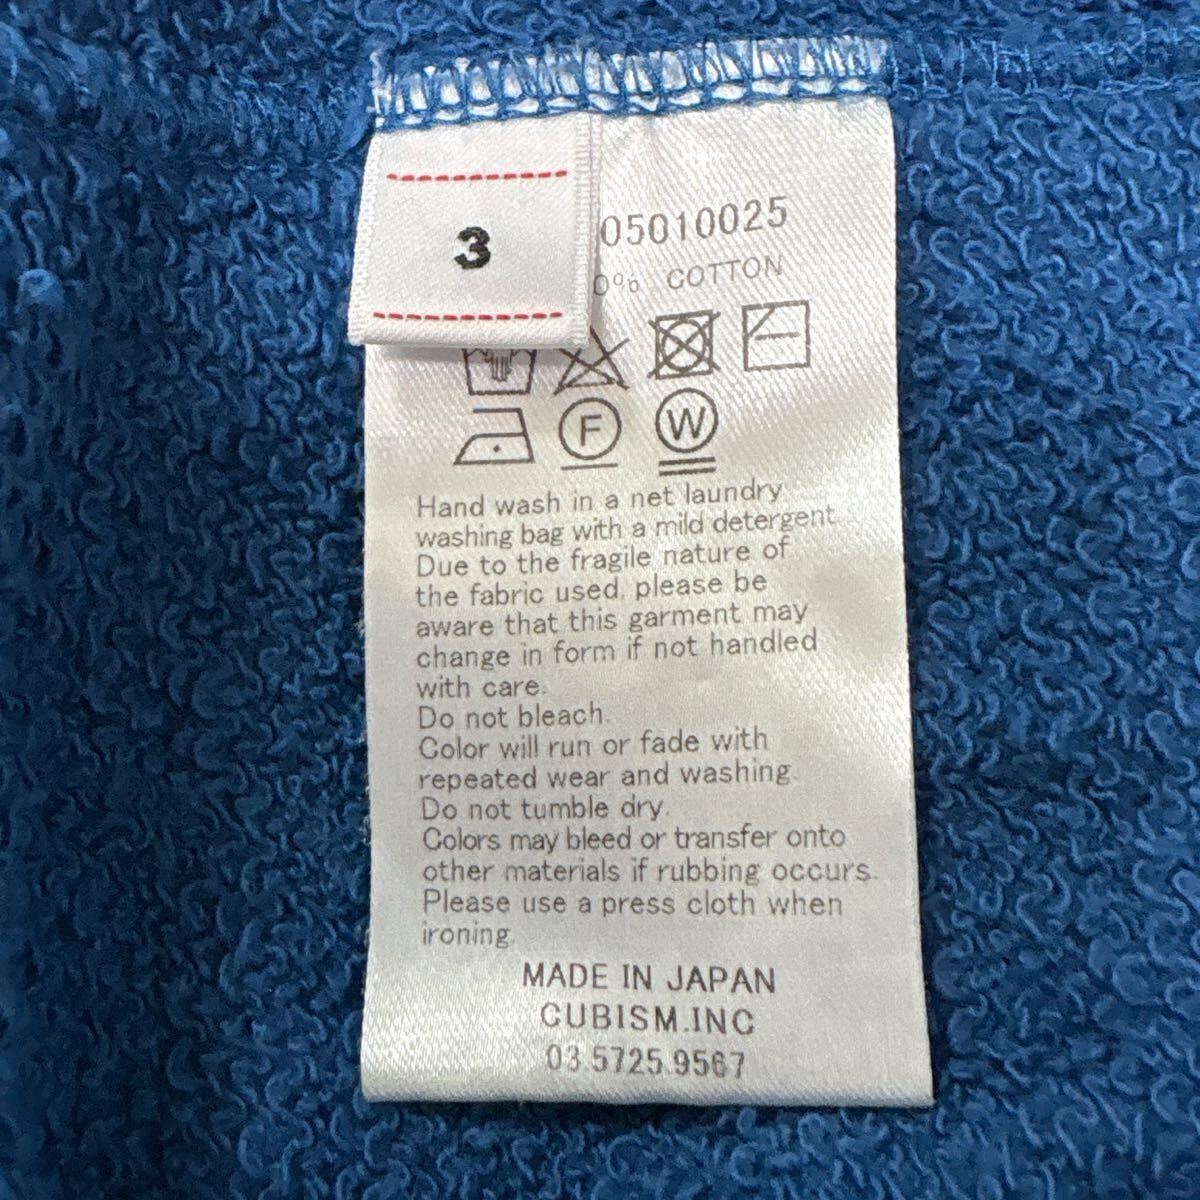 3
05010025
0% COTTON
F
W
Hand wash in a net laundry
washing bag with a mild detergent.
Due to the fragile nature of
the fabric used, please be
aware that this garment may
change in form if not handled
with care.
Do not bleach.
Color will run or fade with
repeated wear and washing.
Do not tumble dry.
Colors may bleed or transfer onto
other materials if rubbing occurs.
Please use a press cloth when
ironing.
MADE IN JAPAN
CUBISM.INC
03.5725.9567